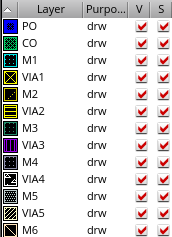 Layer Purpo... V S
PO drw
CO drw
M1 drw
VIA1 drw
M2 drw
VIA2 drw
M3 drw
VIA3 drw
M4 drw
VIA4 drw
M5 drw
VIA5 drw
M6 drw